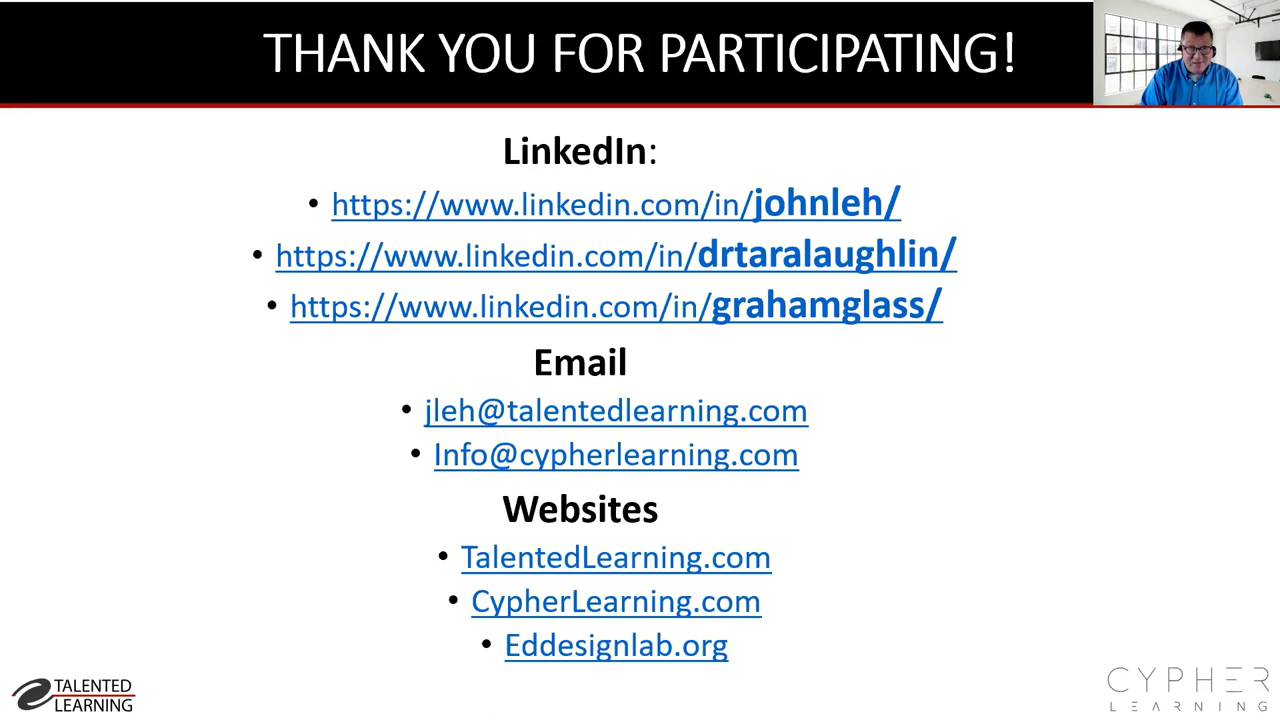 THANK YOU FOR PARTICIPATING!
LinkedIn:
• https://www.linkedin.com/in/johnleh/
• https://www.linkedin.com/in/drtaralaughlin/
• https://www.linkedin.com/in/grahamglass/
Email
• jleh@talentedlearning.com
• Info@cypherlearning.com
Websites
• TalentedLearning.com
• CypherLearning.com
• Eddesignlab.org
TALENTED
LEARNING
CYPHER
LEARNING